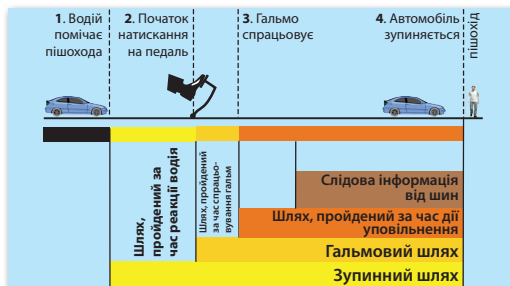 1. Водій
помічає
пішохода
2. Початок
натискання
на педаль
3. Гальмо
спрацьовує
4. Автомобіль
зупиняється
пішохід
Шлях,
пройдений за
час реакції водія
Шлях, пройдений
за час спрацьо-
вування гальм
Слідова інформація
від шин
Шлях, пройдений за час дії
уповільнення
Гальмовий шлях
Зупинний шлях